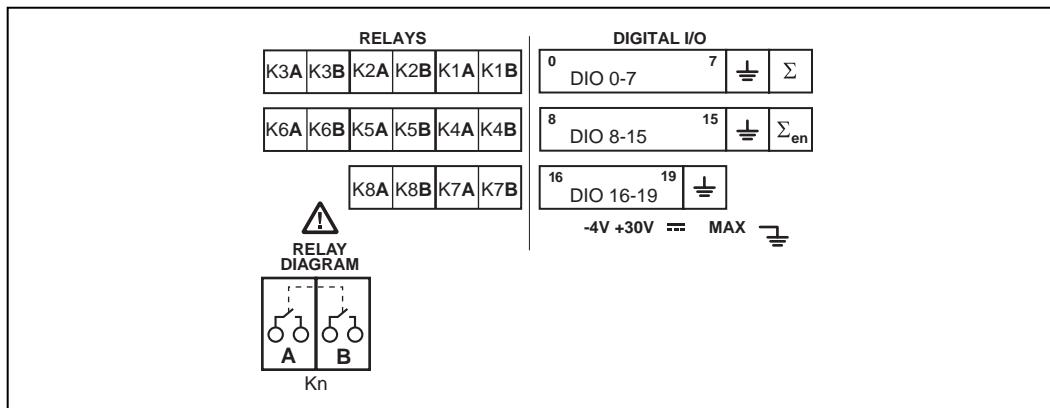 RELAYS
K3A K3B K2A K2B K1A K1B
K6A K6B K5A K5B K4A K4B
K8A K8B K7A K7B
RELAY
DIAGRAM
A B
Kn
DIGITAL I/O
0 7
DIO 0-7 Σ
8 15
DIO 8-15 Σen
16 19
DIO 16-19
-4V +30V MAX